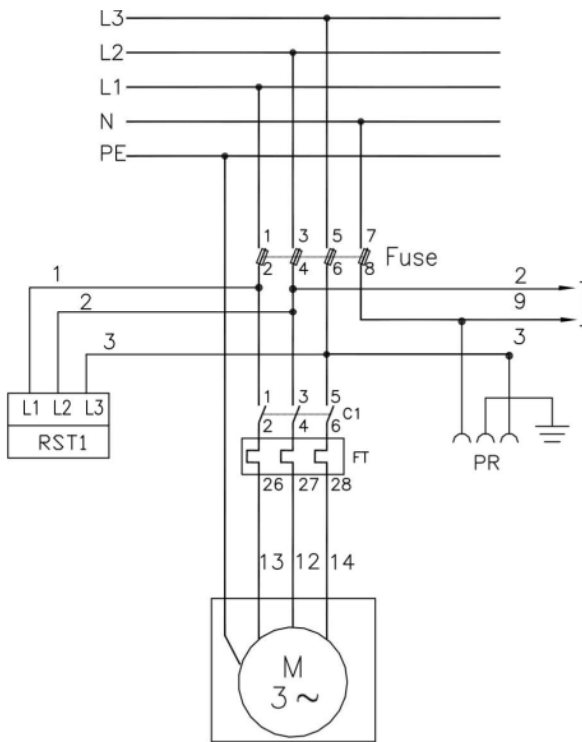 L3
L2
L1
N
PE
1 3 5 7
2 4 6 8 Fuse
1 2
2 9
3 3
L1 L2 L3
RST1
1 3 5
2 4 6 C1
FT
26 27 28
PR
13 12 14
M
3 ~